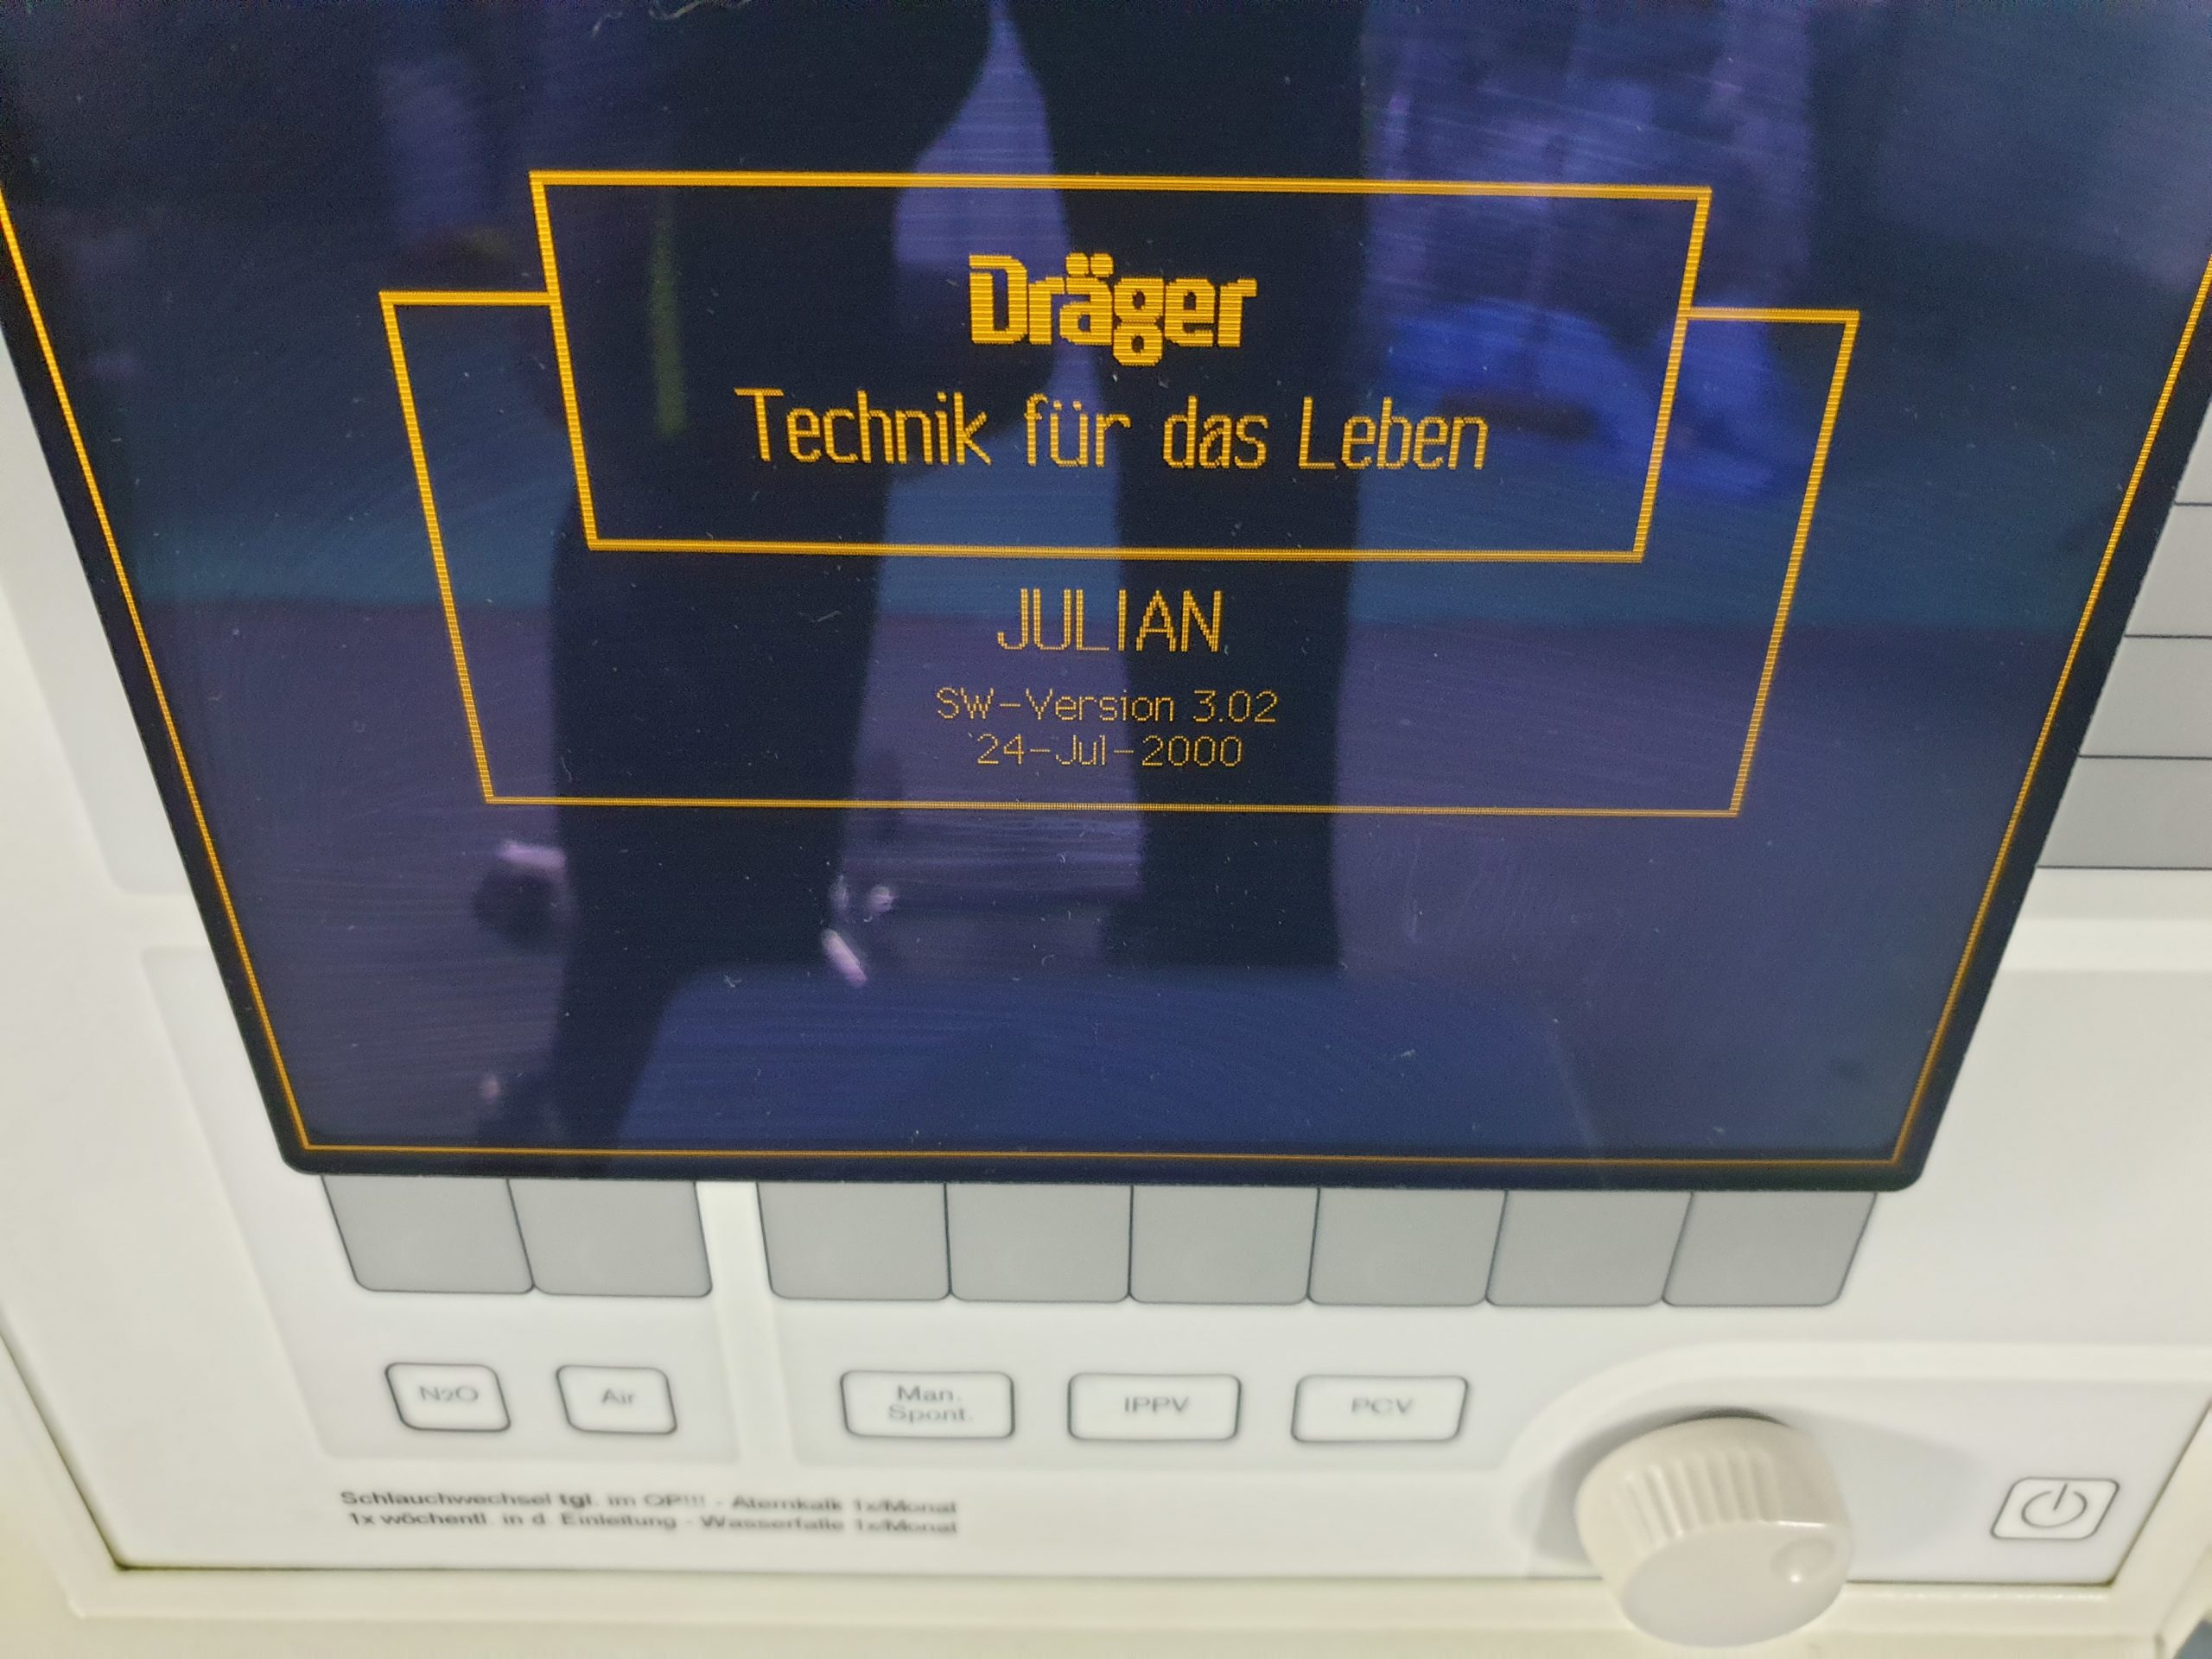 Dräger
Technik für das Leben
JULIAN
SW-Version 3.02
24-Jul-2000
N2O
Air
Man.
Spont.
IPPV
PCV
Schlauchwechsel tgl. im OP!!! - Atemkalk 1x/Monat
1x wöchentl. in d. Einleitung - Wasserfalle 1x/Monat